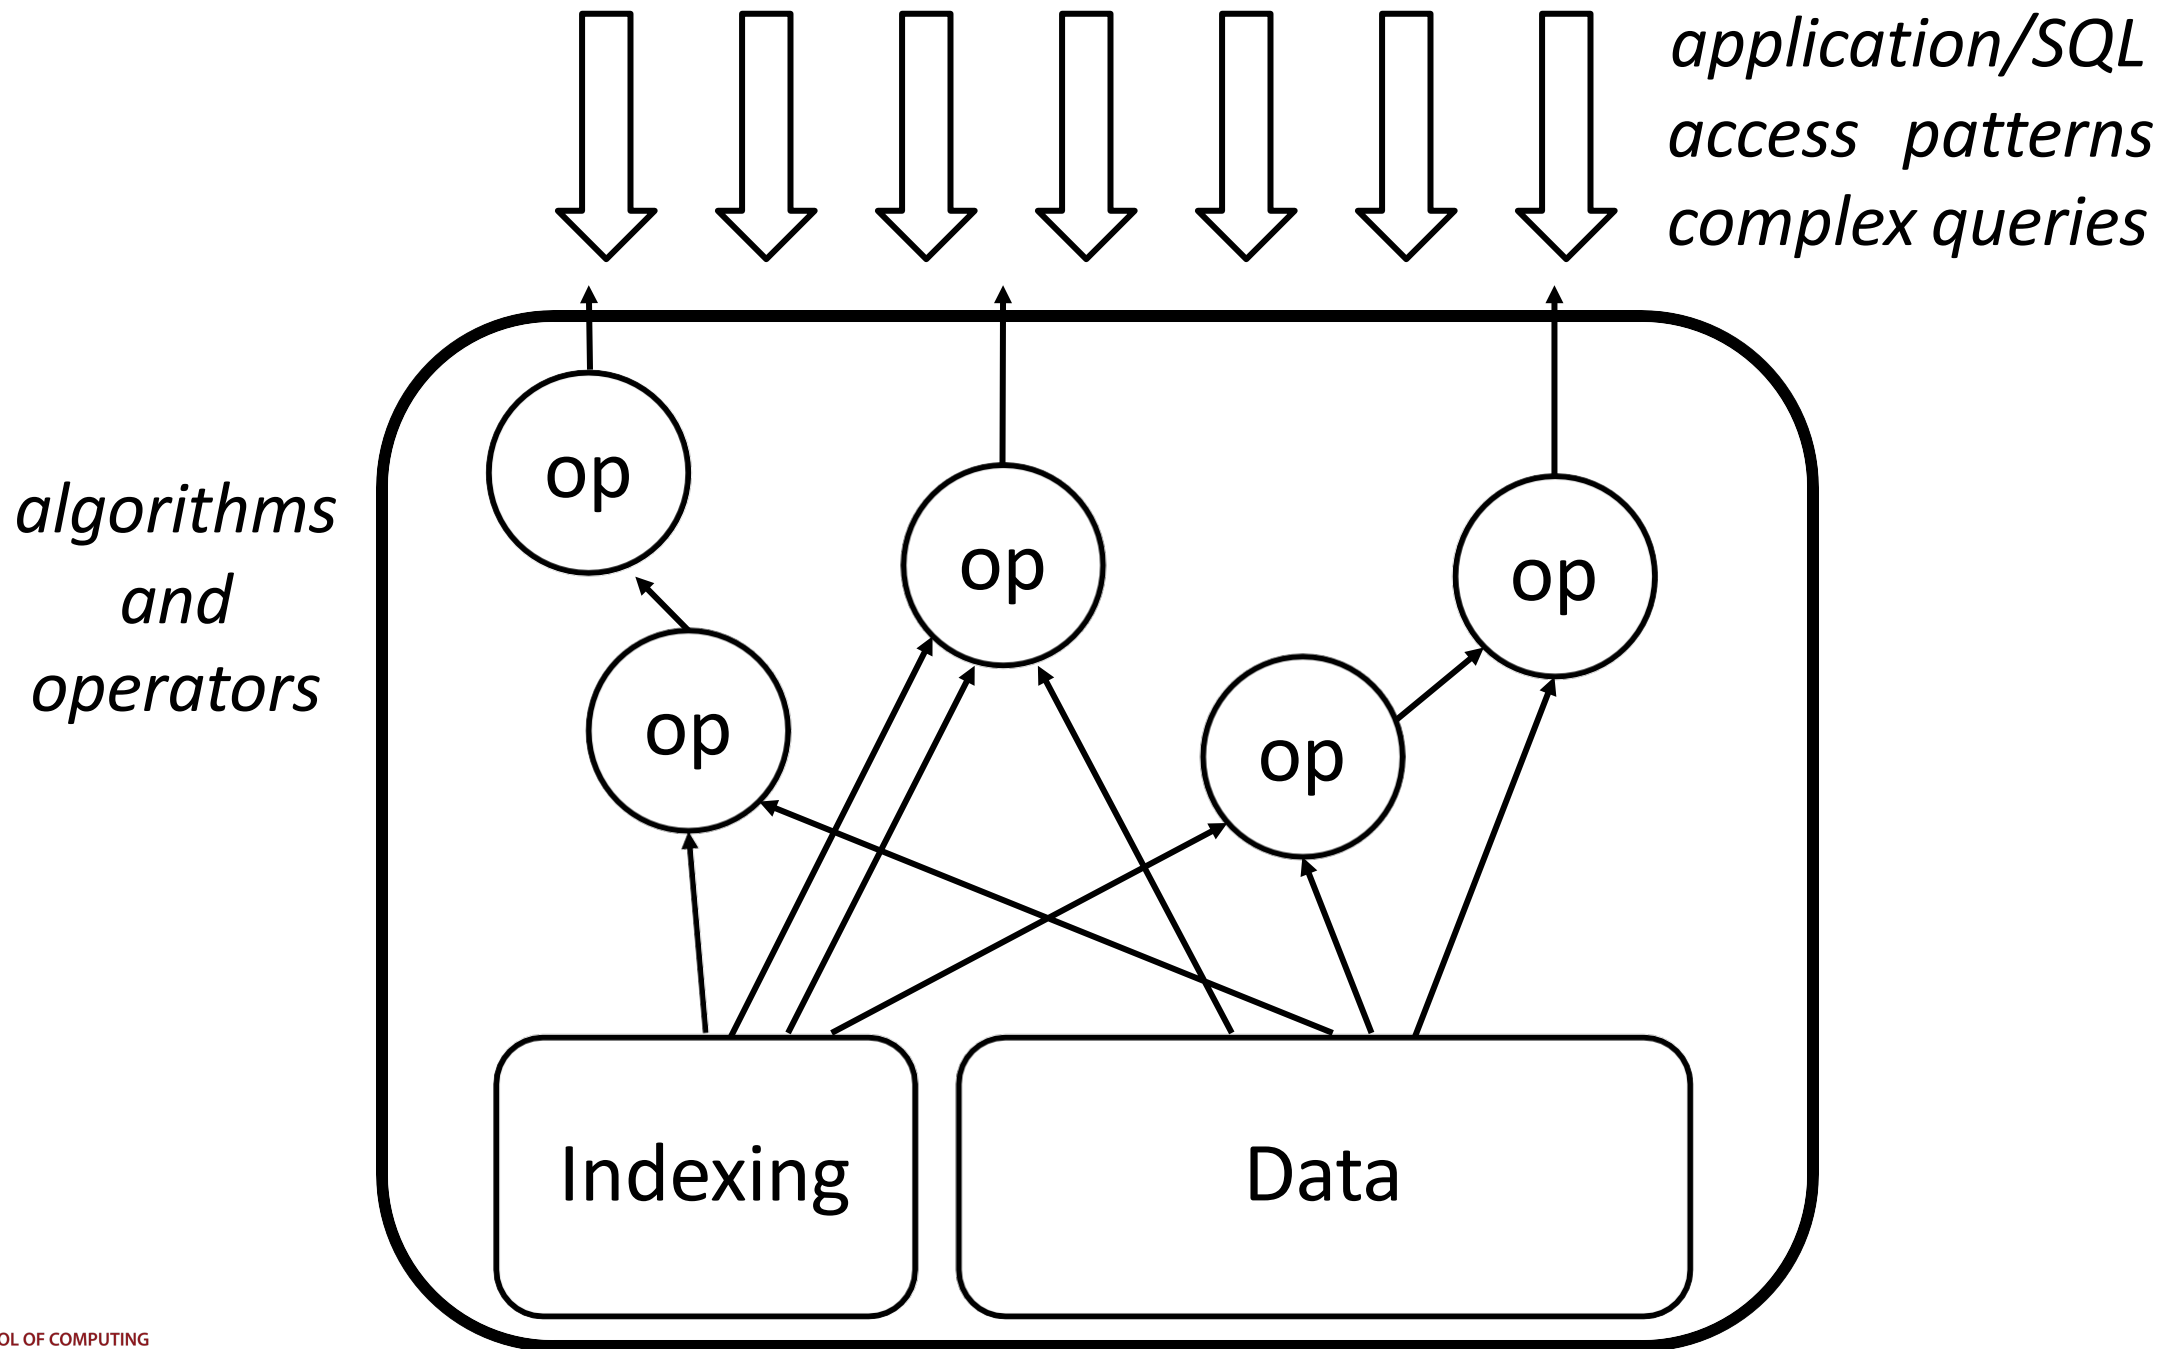 application/SQL
access patterns
complex queries
algorithms
and
operators
op
op
op
op
op
Indexing
Data
OL OF COMPUTING